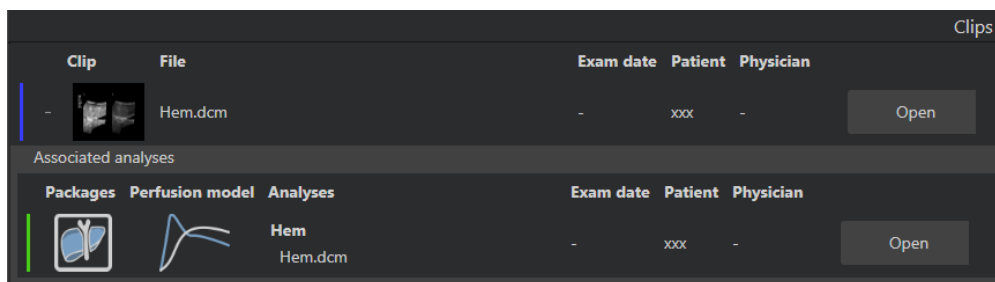 Clips
Clip File Exam date Patient Physician
- Hem.dcm - xxx - Open
Associated analyses
Packages Perfusion model Analyses Exam date Patient Physician
Hem
Hem.dcm - xxx - Open